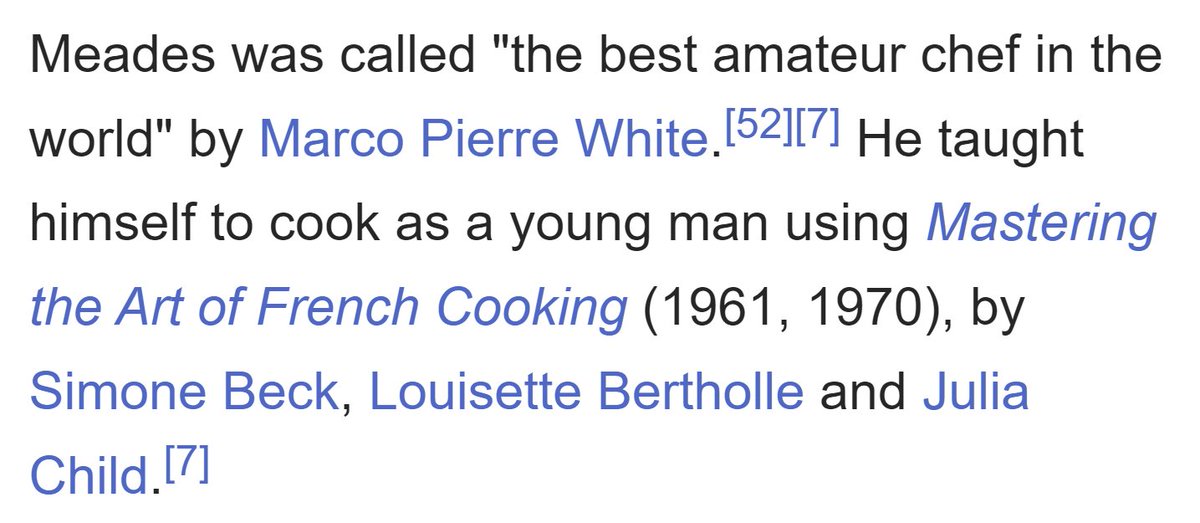 Meades was called "the best amateur chef in the
world" by Marco Pierre White.[52][7] He taught
himself to cook as a young man using Mastering
the Art of French Cooking (1961, 1970), by
Simone Beck, Louisette Bertholle and Julia
Child.[7]